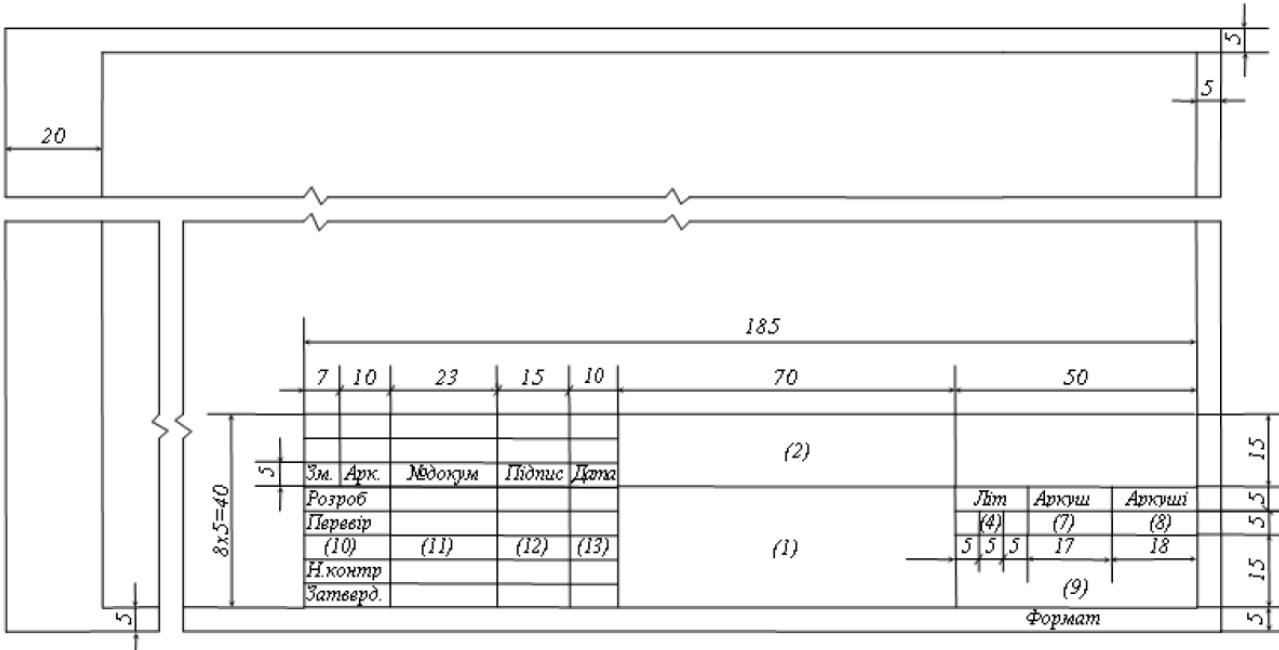 5
5
20
185
7 10 23 15 10 70 50
(2)
15
5
Зм. Арк. №докум Підпис Дата
8х5=40
Розроб
Літ Аркуш Аркуші
5
Перевір
(4) (7) (8)
5
(10) (11) (12) (13)
(1)
5 5 5 17 18
15
Н.контр
(9)
Затверд.
5
Формат
5